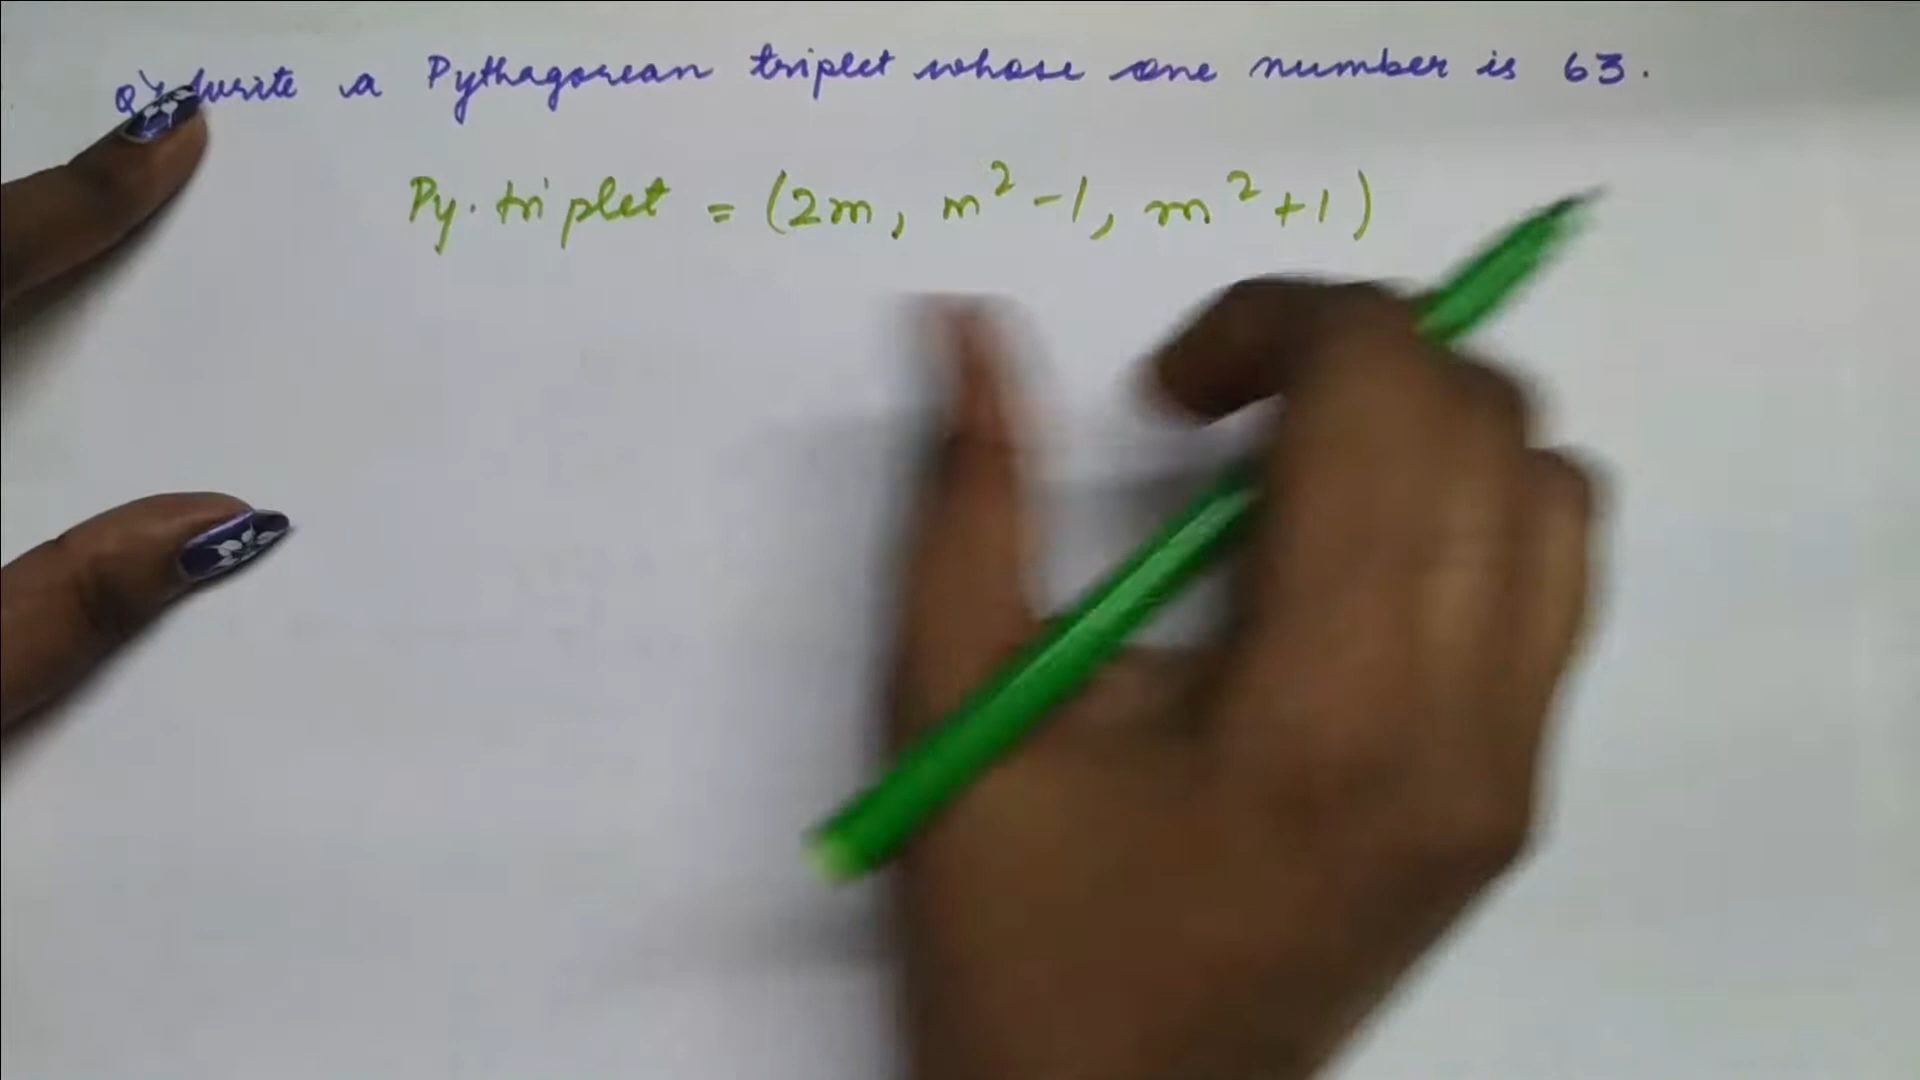 Q> Write a Pythagorean triplet whose one number is 63.
Py. triplet = (2m, m²-1, m²+1)